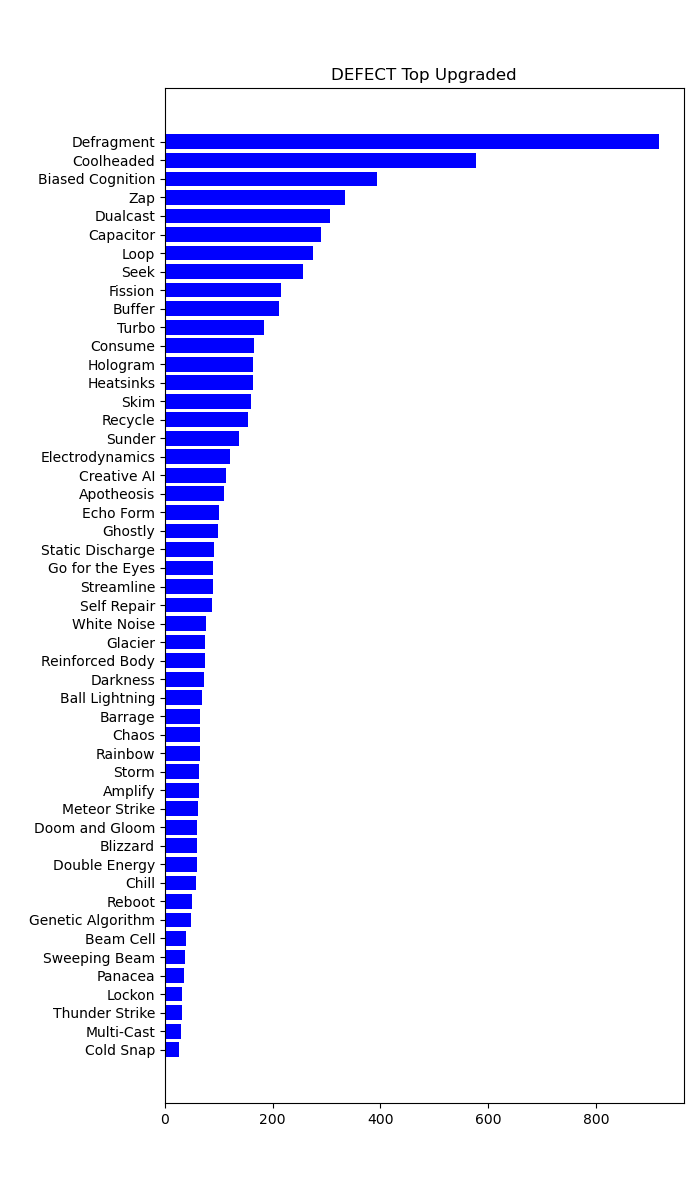 DEFECT Top Upgraded
Defragment
Coolheaded
Biased Cognition
Zap
Dualcast
Capacitor
Loop
Seek
Fission
Buffer
Turbo
Consume
Hologram
Heatsinks
Skim
Recycle
Sunder
Electrodynamics
Creative AI
Apotheosis
Echo Form
Ghostly
Static Discharge
Go for the Eyes
Streamline
Self Repair
White Noise
Glacier
Reinforced Body
Darkness
Ball Lightning
Barrage
Chaos
Rainbow
Storm
Amplify
Meteor Strike
Doom and Gloom
Blizzard
Double Energy
Chill
Reboot
Genetic Algorithm
Beam Cell
Sweeping Beam
Panacea
Lockon
Thunder Strike
Multi-Cast
Cold Snap
0 200 400 600 800